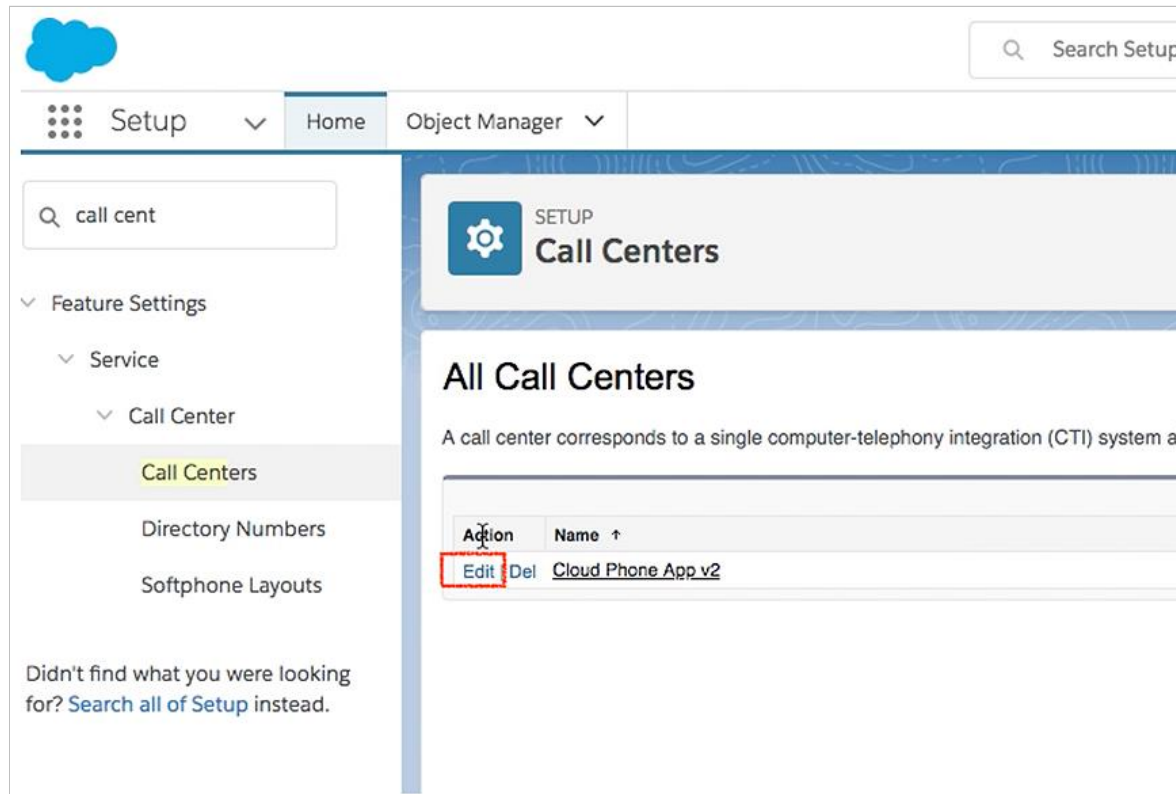 Search Setup
Setup
Home
Object Manager
call cent
Feature Settings
Service
Call Center
Call Centers
Directory Numbers
Softphone Layouts
Didn't find what you were looking
for? Search all of Setup instead.
SETUP
Call Centers
All Call Centers
A call center corresponds to a single computer-telephony integration (CTI) system a
Action Name ↑
Edit | Del Cloud Phone App v2